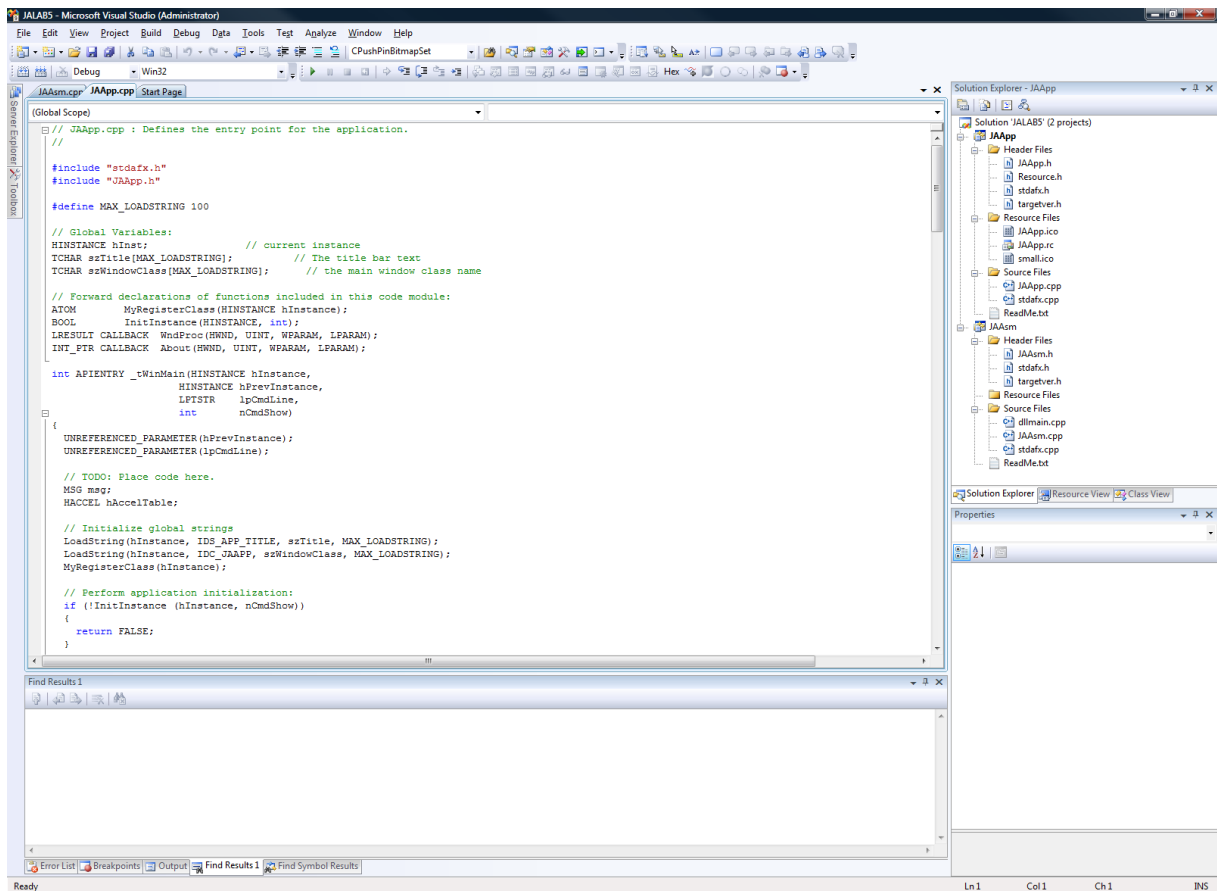 JALAB5 - Microsoft Visual Studio (Administrator)
File Edit View Project Build Debug Data Tools Test Analyze Window Help
CPushPinBitmapSet
Debug Win32 Hex
JAAsm.cpp JAApp.cpp Start Page
(Global Scope)
// JAApp.cpp : Defines the entry point for the application.
//
#include "stdafx.h"
#include "JAApp.h"
#define MAX_LOADSTRING 100
// Global Variables:
HINSTANCE hInst; // current instance
TCHAR szTitle[MAX_LOADSTRING]; // The title bar text
TCHAR szWindowClass[MAX_LOADSTRING]; // the main window class name
// Forward declarations of functions included in this code module:
ATOM MyRegisterClass(HINSTANCE hInstance);
BOOL InitInstance(HINSTANCE, int);
LRESULT CALLBACK WndProc(HWND, UINT, WPARAM, LPARAM);
INT_PTR CALLBACK About(HWND, UINT, WPARAM, LPARAM);
int APIENTRY _tWinMain(HINSTANCE hInstance,
HINSTANCE hPrevInstance,
LPTSTR lpCmdLine,
int nCmdShow)
{
UNREFERENCED_PARAMETER(hPrevInstance);
UNREFERENCED_PARAMETER(lpCmdLine);
// TODO: Place code here.
MSG msg;
HACCEL hAccelTable;
// Initialize global strings
LoadString(hInstance, IDS_APP_TITLE, szTitle, MAX_LOADSTRING);
LoadString(hInstance, IDC_JAAPP, szWindowClass, MAX_LOADSTRING);
MyRegisterClass(hInstance);
// Perform application initialization:
if (!InitInstance (hInstance, nCmdShow))
{
return FALSE;
}
Server Explorer
Toolbox
Find Results 1
Error List Breakpoints Output Find Results 1 Find Symbol Results
Solution Explorer - JAApp
Solution 'JALAB5' (2 projects)
JAApp
Header Files
JAApp.h
Resource.h
stdafx.h
targetver.h
Resource Files
JAApp.ico
JAApp.rc
small.ico
Source Files
JAApp.cpp
stdafx.cpp
ReadMe.txt
JAAsm
Header Files
JAAsm.h
stdafx.h
targetver.h
Resource Files
Source Files
dllmain.cpp
JAAsm.cpp
stdafx.cpp
ReadMe.txt
Solution Explorer Resource View Class View
Properties
Ready Ln 1 Col 1 Ch 1 INS